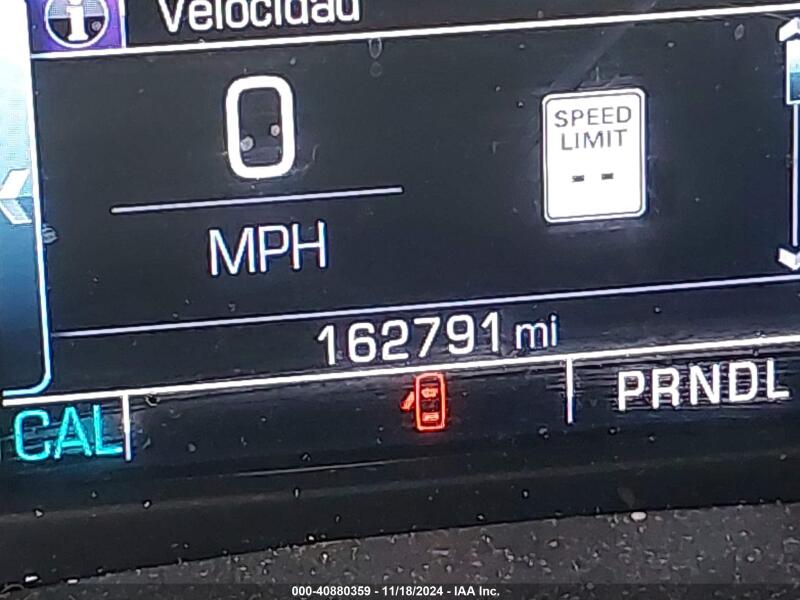 Velocidad
0
SPEED
LIMIT
- -
MPH
162791 mi
CAL
PRNDL
000-40880359 - 11/18/2024 - IAA Inc.